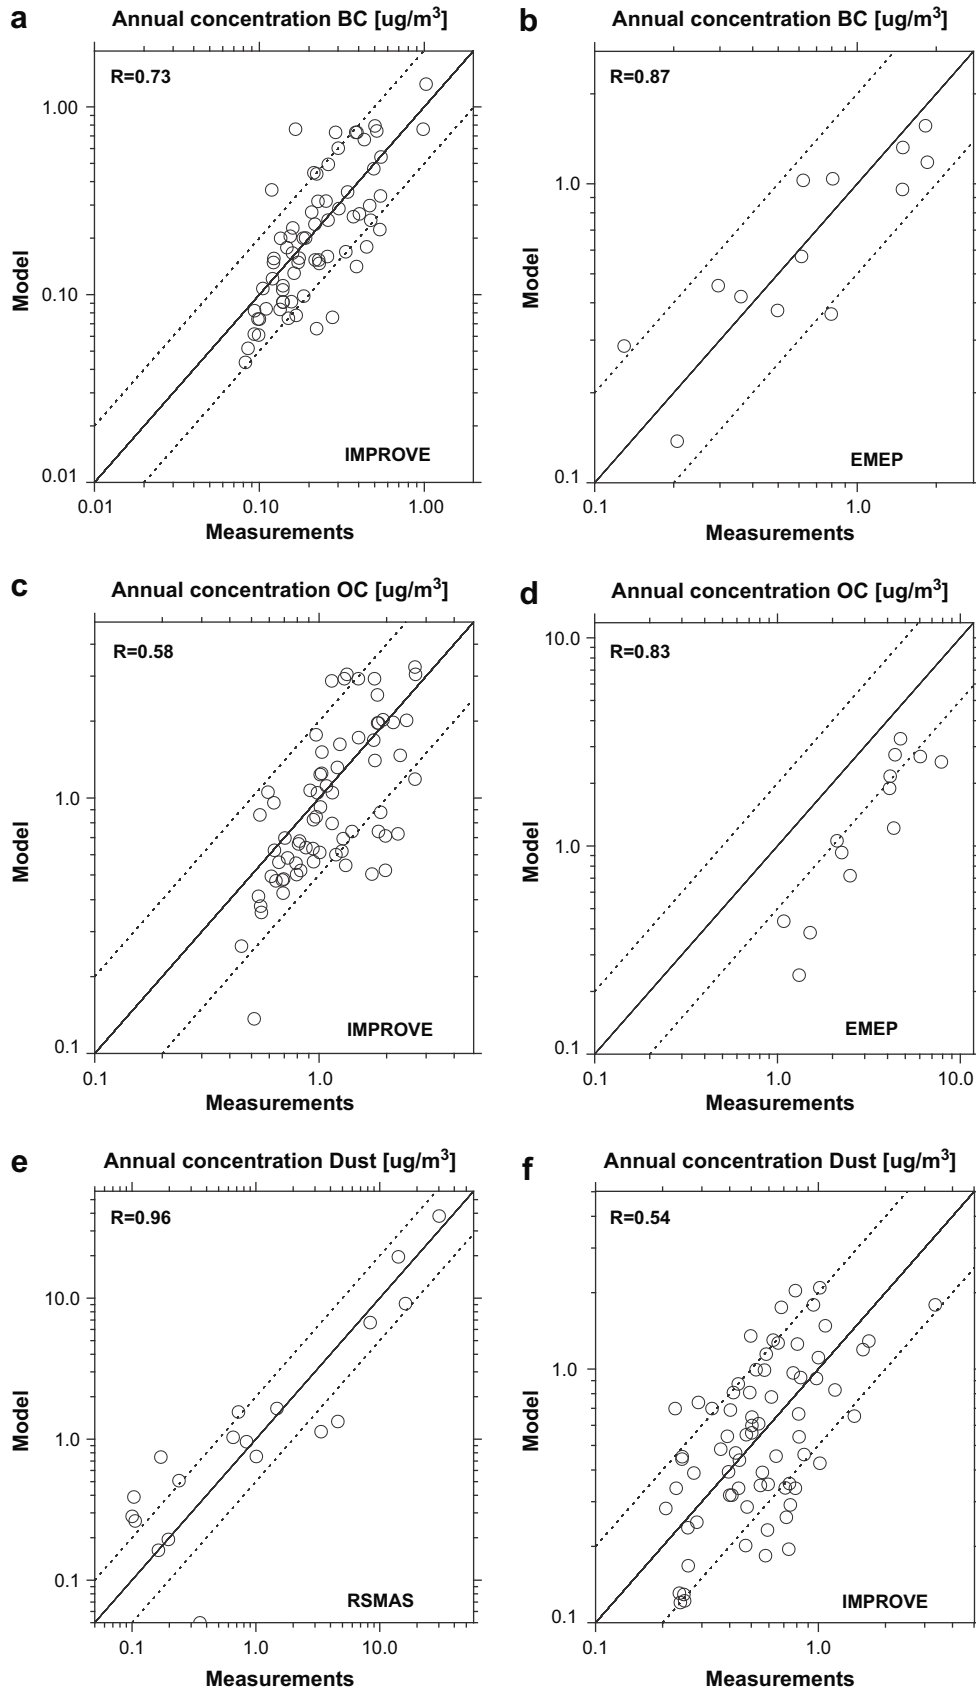 a
Annual concentration BC [ug/m³]
R=0.73
1.00
0.10
0.01
Model
IMPROVE
0.01 0.10 1.00
Measurements
b
Annual concentration BC [ug/m³]
R=0.87
1.0
0.1
Model
EMEP
0.1 1.0
Measurements
c
Annual concentration OC [ug/m³]
R=0.58
1.0
0.1
Model
IMPROVE
0.1 1.0
Measurements
d
Annual concentration OC [ug/m³]
R=0.83
10.0
1.0
0.1
Model
EMEP
0.1 1.0 10.0
Measurements
e
Annual concentration Dust [ug/m³]
R=0.96
10.0
1.0
0.1
Model
RSMAS
0.1 1.0 10.0
Measurements
f
Annual concentration Dust [ug/m³]
R=0.54
1.0
0.1
Model
IMPROVE
0.1 1.0
Measurements